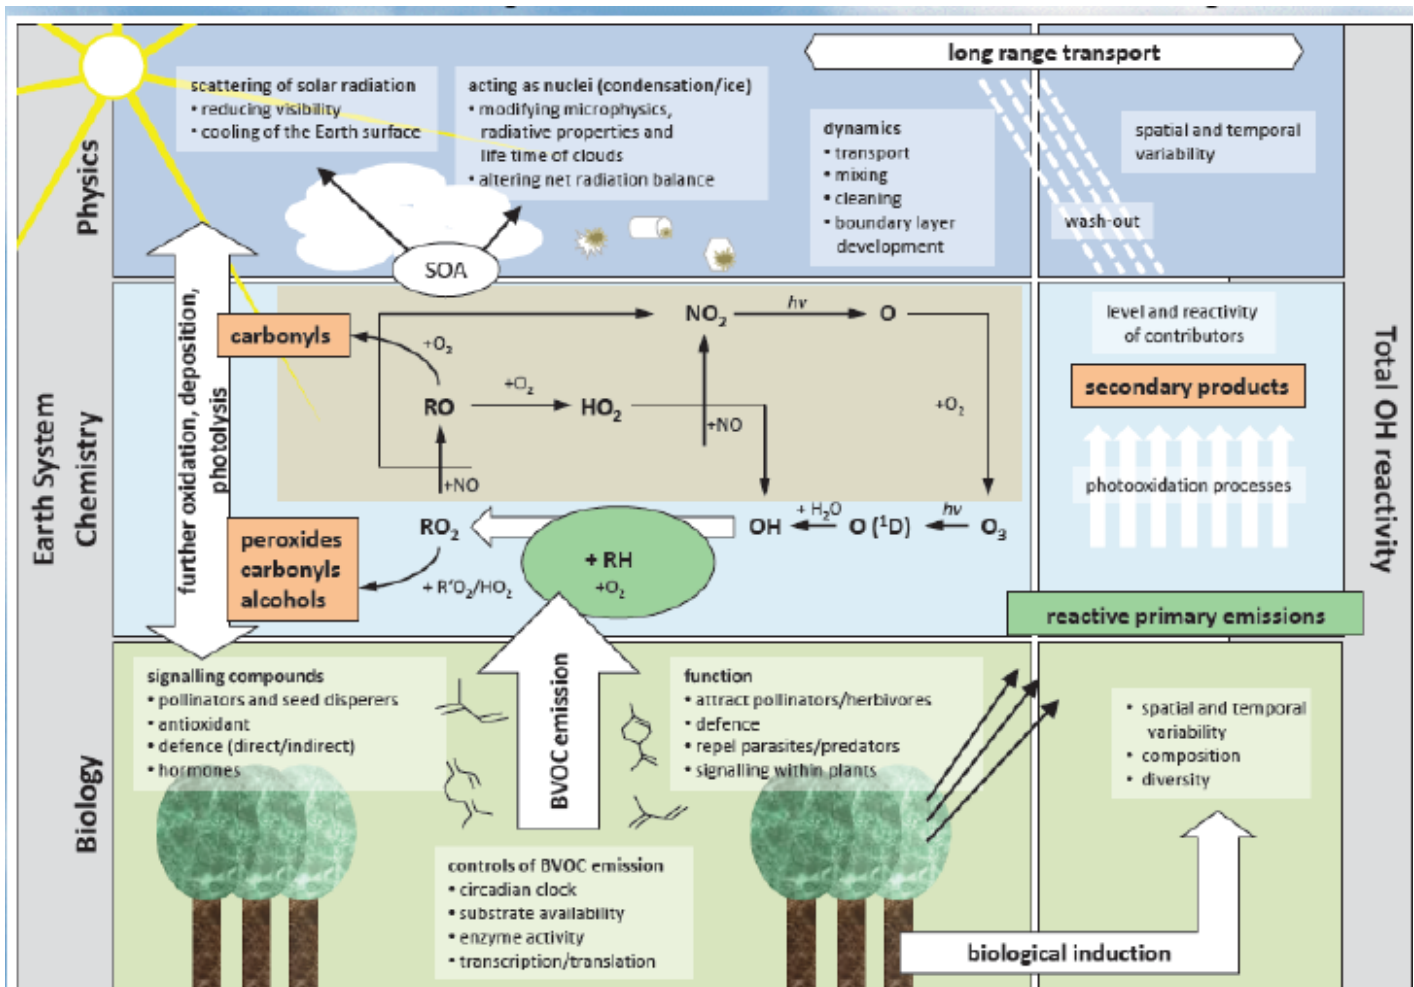 long range transport
scattering of solar radiation
• reducing visibility
• cooling of the Earth surface
acting as nuclei (condensation/ice)
• modifying microphysics,
radiative properties and
life time of clouds
• altering net radiation balance
dynamics
• transport
• mixing
• cleaning
• boundary layer
development
spatial and temporal
variability
wash-out
Physics
SOA
Earth System
Chemistry
further oxidation, deposition,
photolysis
carbonyls
+O₂
NO₂
hv
O
RO
+O₂
HO₂
+NO
+O₂
+NO
RO₂
OH
+ H₂O
O (¹D)
hv
O₃
+ RH
+O₂
peroxides
carbonyls
alcohols
+ R'O₂/HO₂
level and reactivity
of contributors
secondary products
photooxidation processes
reactive primary emissions
Total OH reactivity
Biology
signalling compounds
• pollinators and seed disperers
• antioxidant
• defence (direct/indirect)
• hormones
BVOC emission
function
• attract pollinators/herbivores
• defence
• repel parasites/predators
• signalling within plants
• spatial and temporal
variability
• composition
• diversity
controls of BVOC emission
• circadian clock
• substrate availability
• enzyme activity
• transcription/translation
biological induction